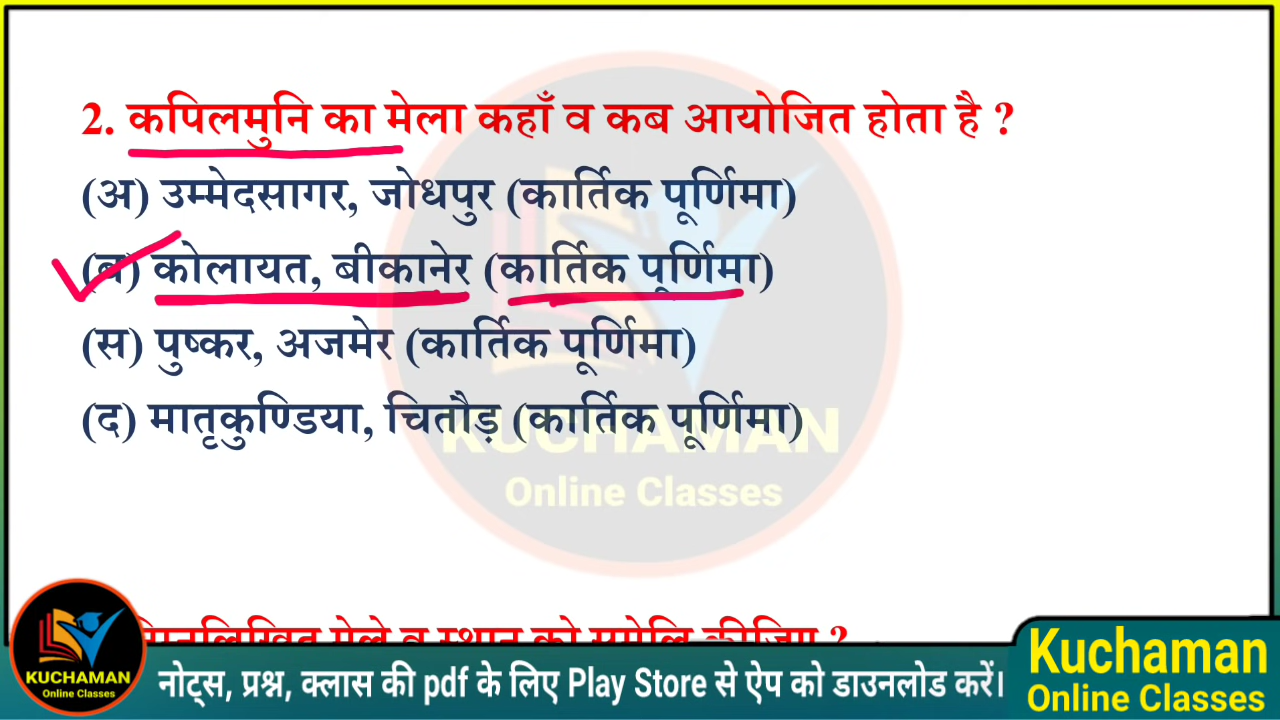 2. कपिलमुनि का मेला कहाँ व कब आयोजित होता है ?
(अ) उम्मेदसागर, जोधपुर (कार्तिक पूर्णिमा)
(ब) कोलायत, बीकानेर (कार्तिक पूर्णिमा)
(स) पुष्कर, अजमेर (कार्तिक पूर्णिमा)
(द) मातृकुण्डिया, चितौड़ (कार्तिक पूर्णिमा)
KUCHAMAN
Online Classes
KUCHAMAN
Online Classes
नोट्स, प्रश्न, क्लास की pdf के लिए Play Store से ऐप को डाउनलोड करें।
Kuchaman
Online Classes